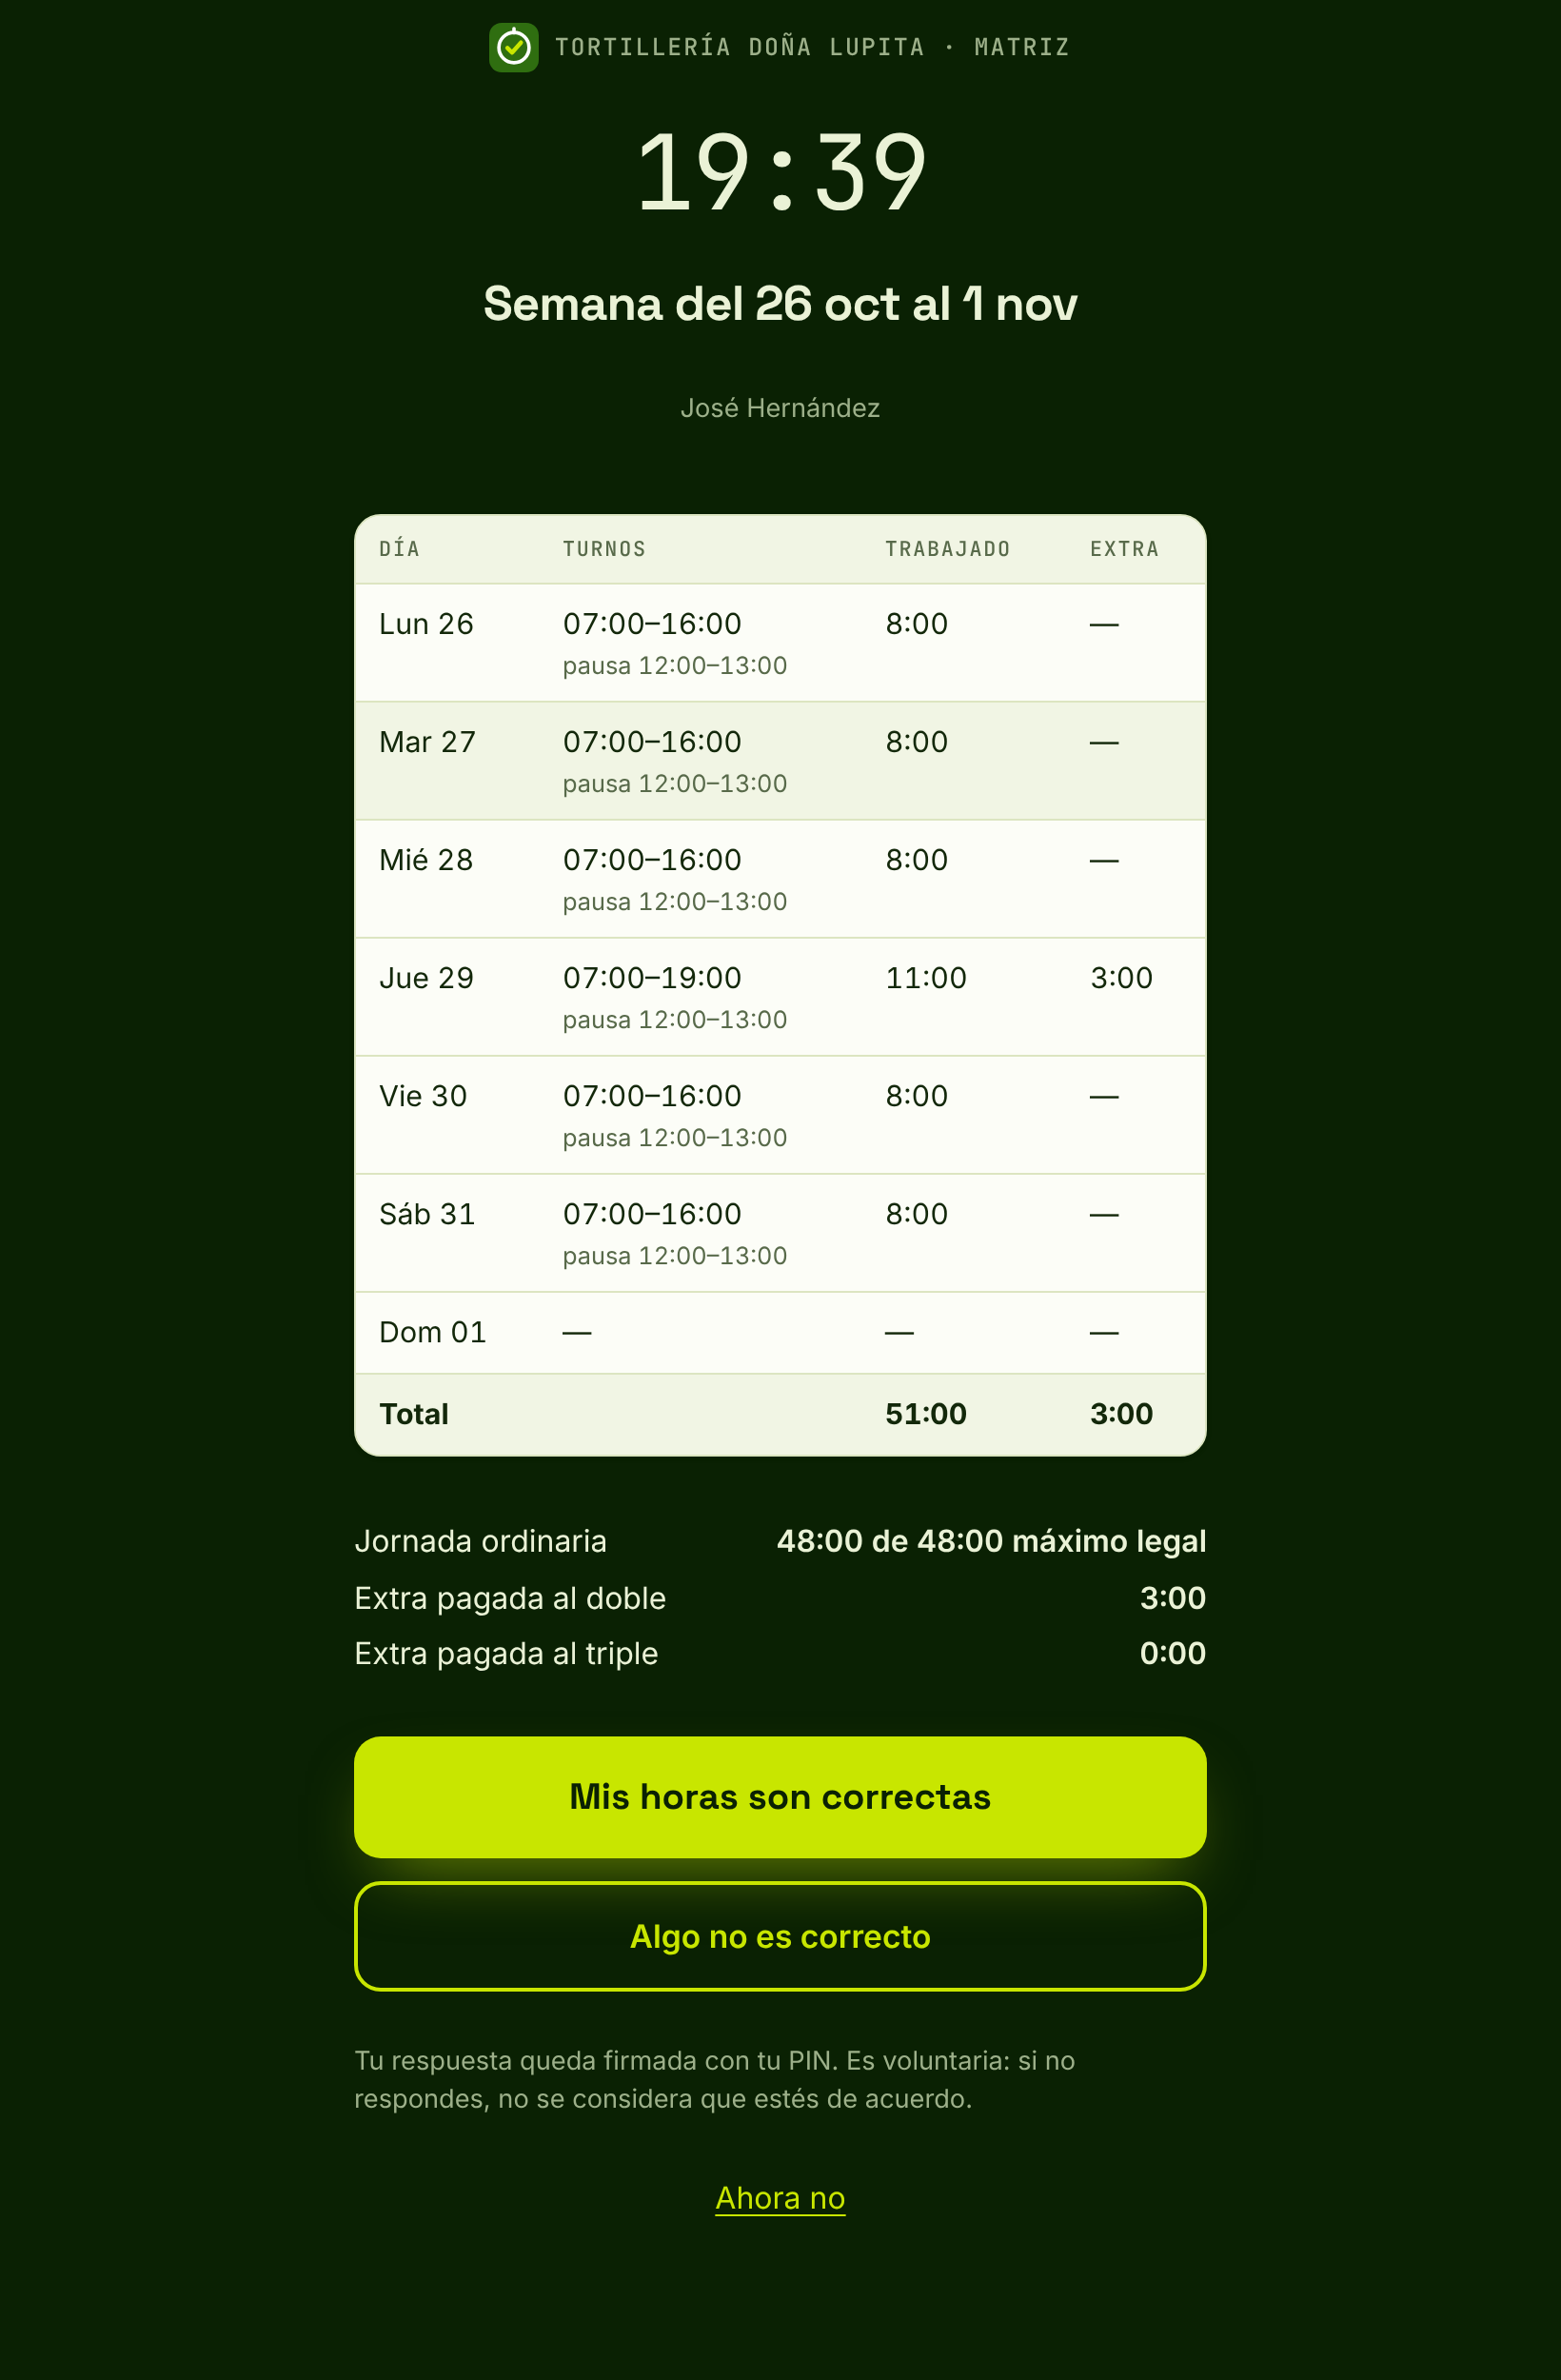 TORTILLERÍA DOÑA LUPITA · MATRIZ
19:39
Semana del 26 oct al 1 nov
José Hernández
DÍA TURNOS TRABAJADO EXTRA
Lun 26 07:00–16:00 8:00 —
pausa 12:00–13:00
Mar 27 07:00–16:00 8:00 —
pausa 12:00–13:00
Mié 28 07:00–16:00 8:00 —
pausa 12:00–13:00
Jue 29 07:00–19:00 11:00 3:00
pausa 12:00–13:00
Vie 30 07:00–16:00 8:00 —
pausa 12:00–13:00
Sáb 31 07:00–16:00 8:00 —
pausa 12:00–13:00
Dom 01 — — —
Total 51:00 3:00
Jornada ordinaria 48:00 de 48:00 máximo legal
Extra pagada al doble 3:00
Extra pagada al triple 0:00
Mis horas son correctas
Algo no es correcto
Tu respuesta queda firmada con tu PIN. Es voluntaria: si no
respondes, no se considera que estés de acuerdo.
Ahora no